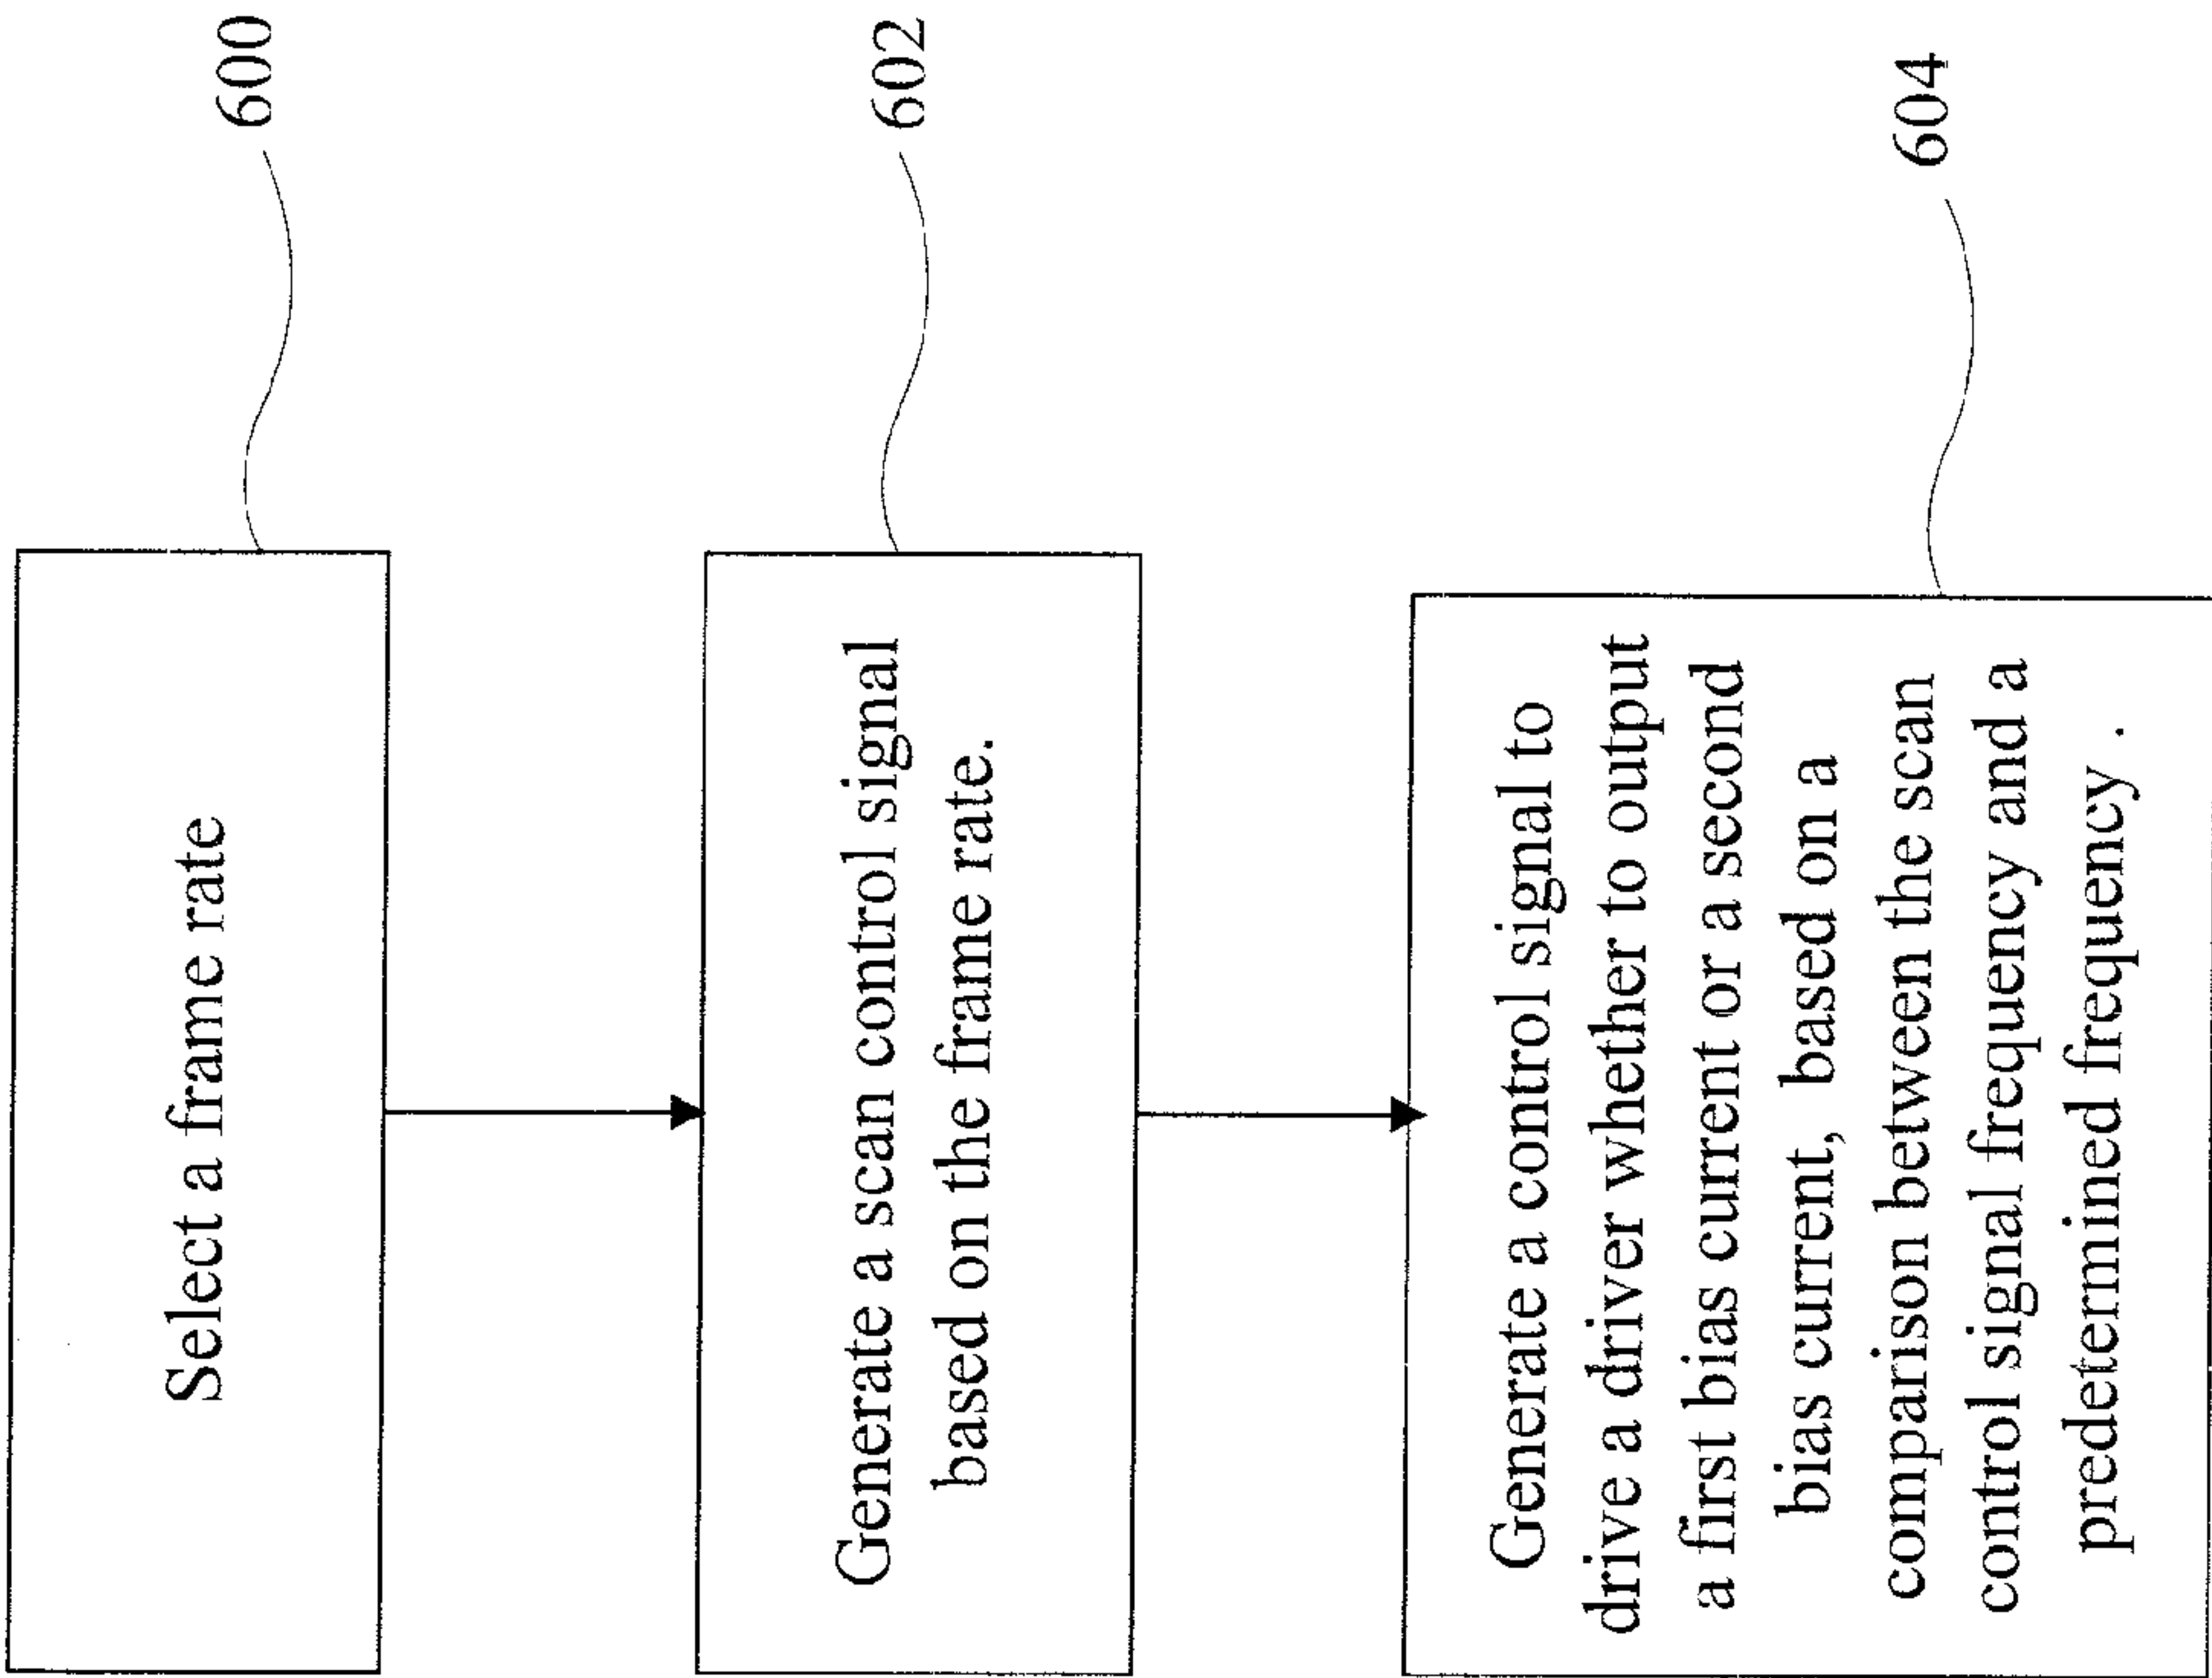 Select a frame rate
600
Generate a scan control signal
based on the frame rate.
602
Generate a control signal to
drive a driver whether to output
a first bias current or a second
bias current, based on a
comparison between the scan
control signal frequency and a
predetermined frequency .
604